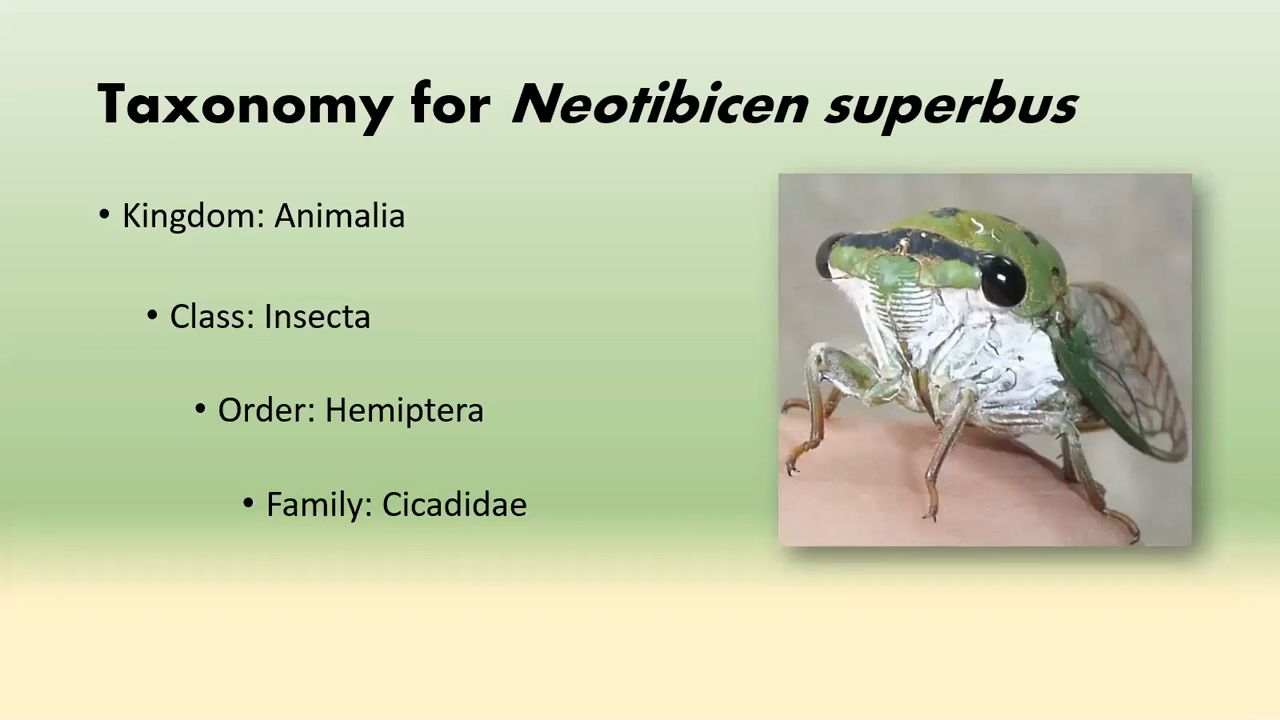 Taxonomy for Neotibicen superbus
• Kingdom: Animalia
• Class: Insecta
• Order: Hemiptera
• Family: Cicadidae